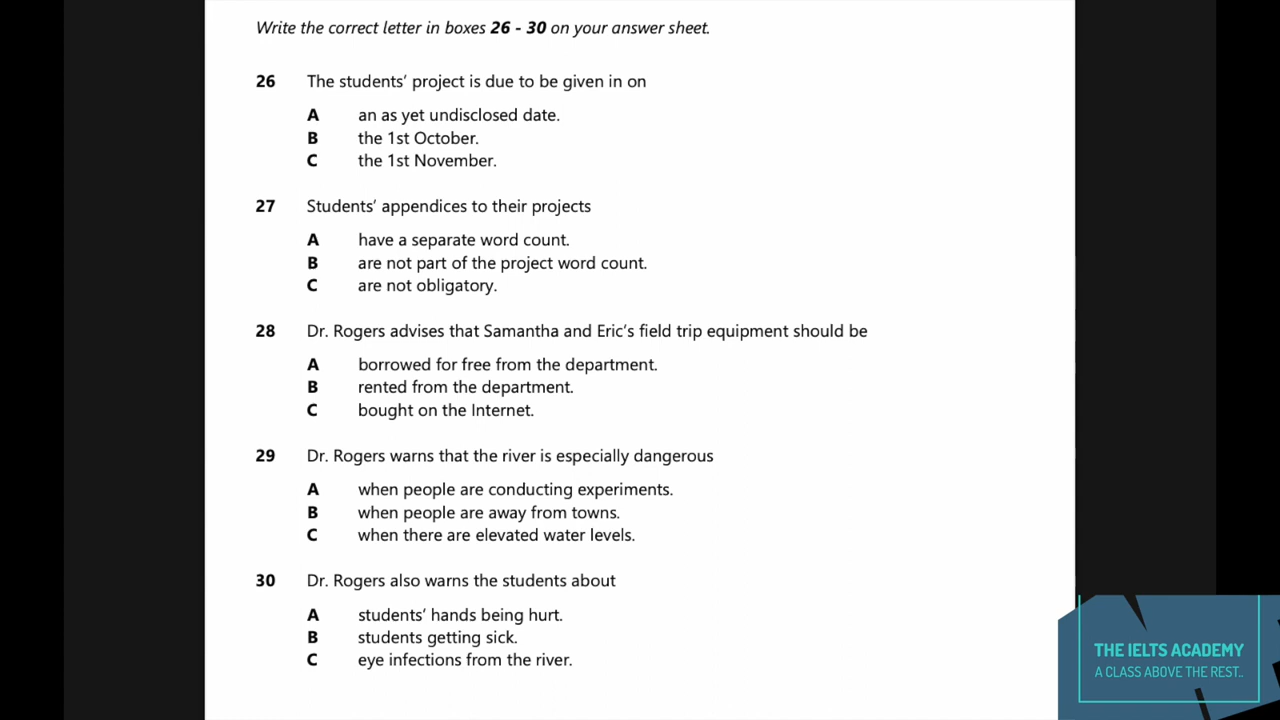 Write the correct letter in boxes 26 - 30 on your answer sheet.
26 The students' project is due to be given in on
A an as yet undisclosed date.
B the 1st October.
C the 1st November.
27 Students' appendices to their projects
A have a separate word count.
B are not part of the project word count.
C are not obligatory.
28 Dr. Rogers advises that Samantha and Eric's field trip equipment should be
A borrowed for free from the department.
B rented from the department.
C bought on the Internet.
29 Dr. Rogers warns that the river is especially dangerous
A when people are conducting experiments.
B when people are away from towns.
C when there are elevated water levels.
30 Dr. Rogers also warns the students about
A students' hands being hurt.
B students getting sick.
C eye infections from the river.
THE IELTS ACADEMY
A CLASS ABOVE THE REST..